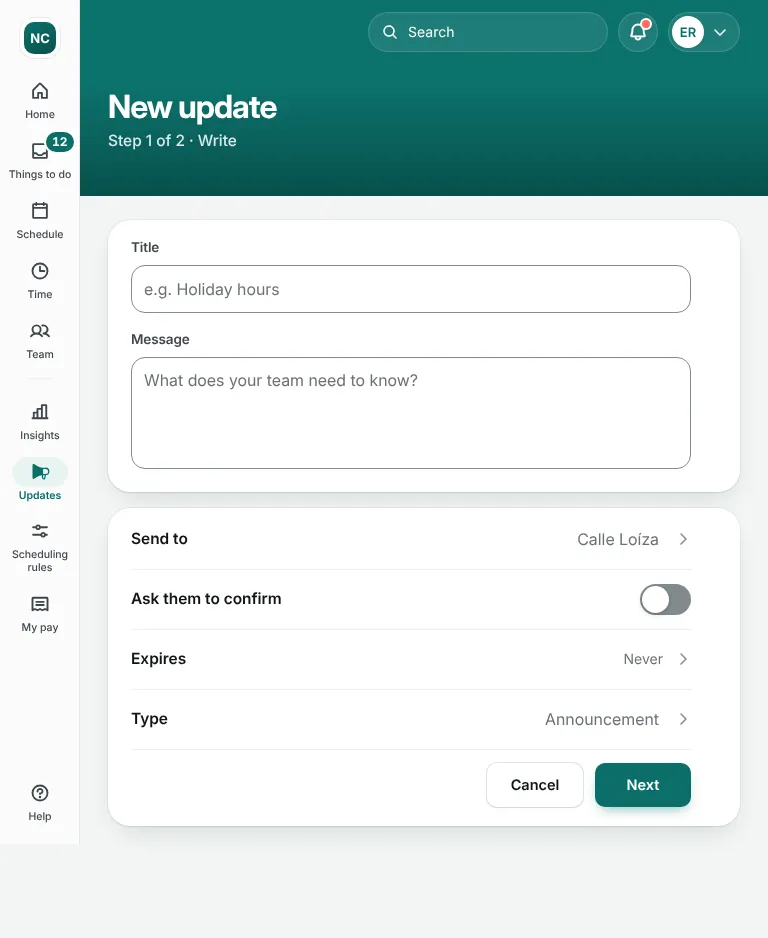 NC
Home
12
Things to do
Schedule
Time
Team
Insights
Updates
Scheduling
rules
My pay
Help
Search
ER
New update
Step 1 of 2 · Write
Title
e.g. Holiday hours
Message
What does your team need to know?
Send to
Calle Loíza
Ask them to confirm
Expires
Never
Type
Announcement
Cancel
Next